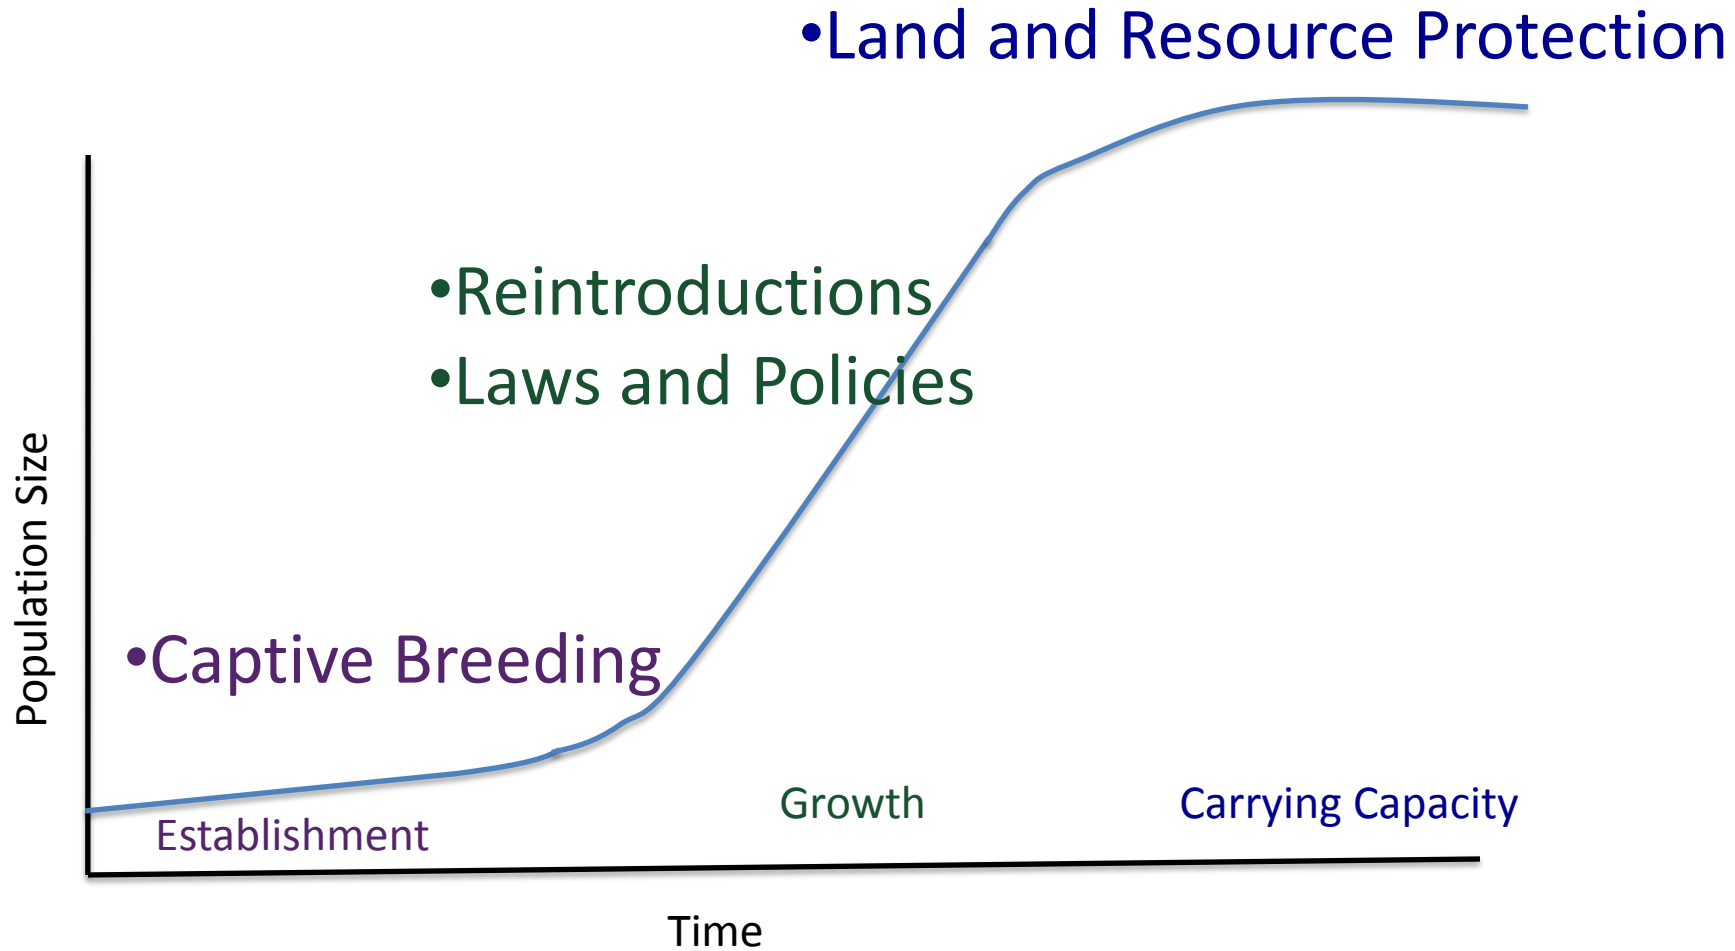 •Land and Resource Protection
•Reintroductions
•Laws and Policies
Population Size
•Captive Breeding
Growth
Carrying Capacity
Establishment
Time